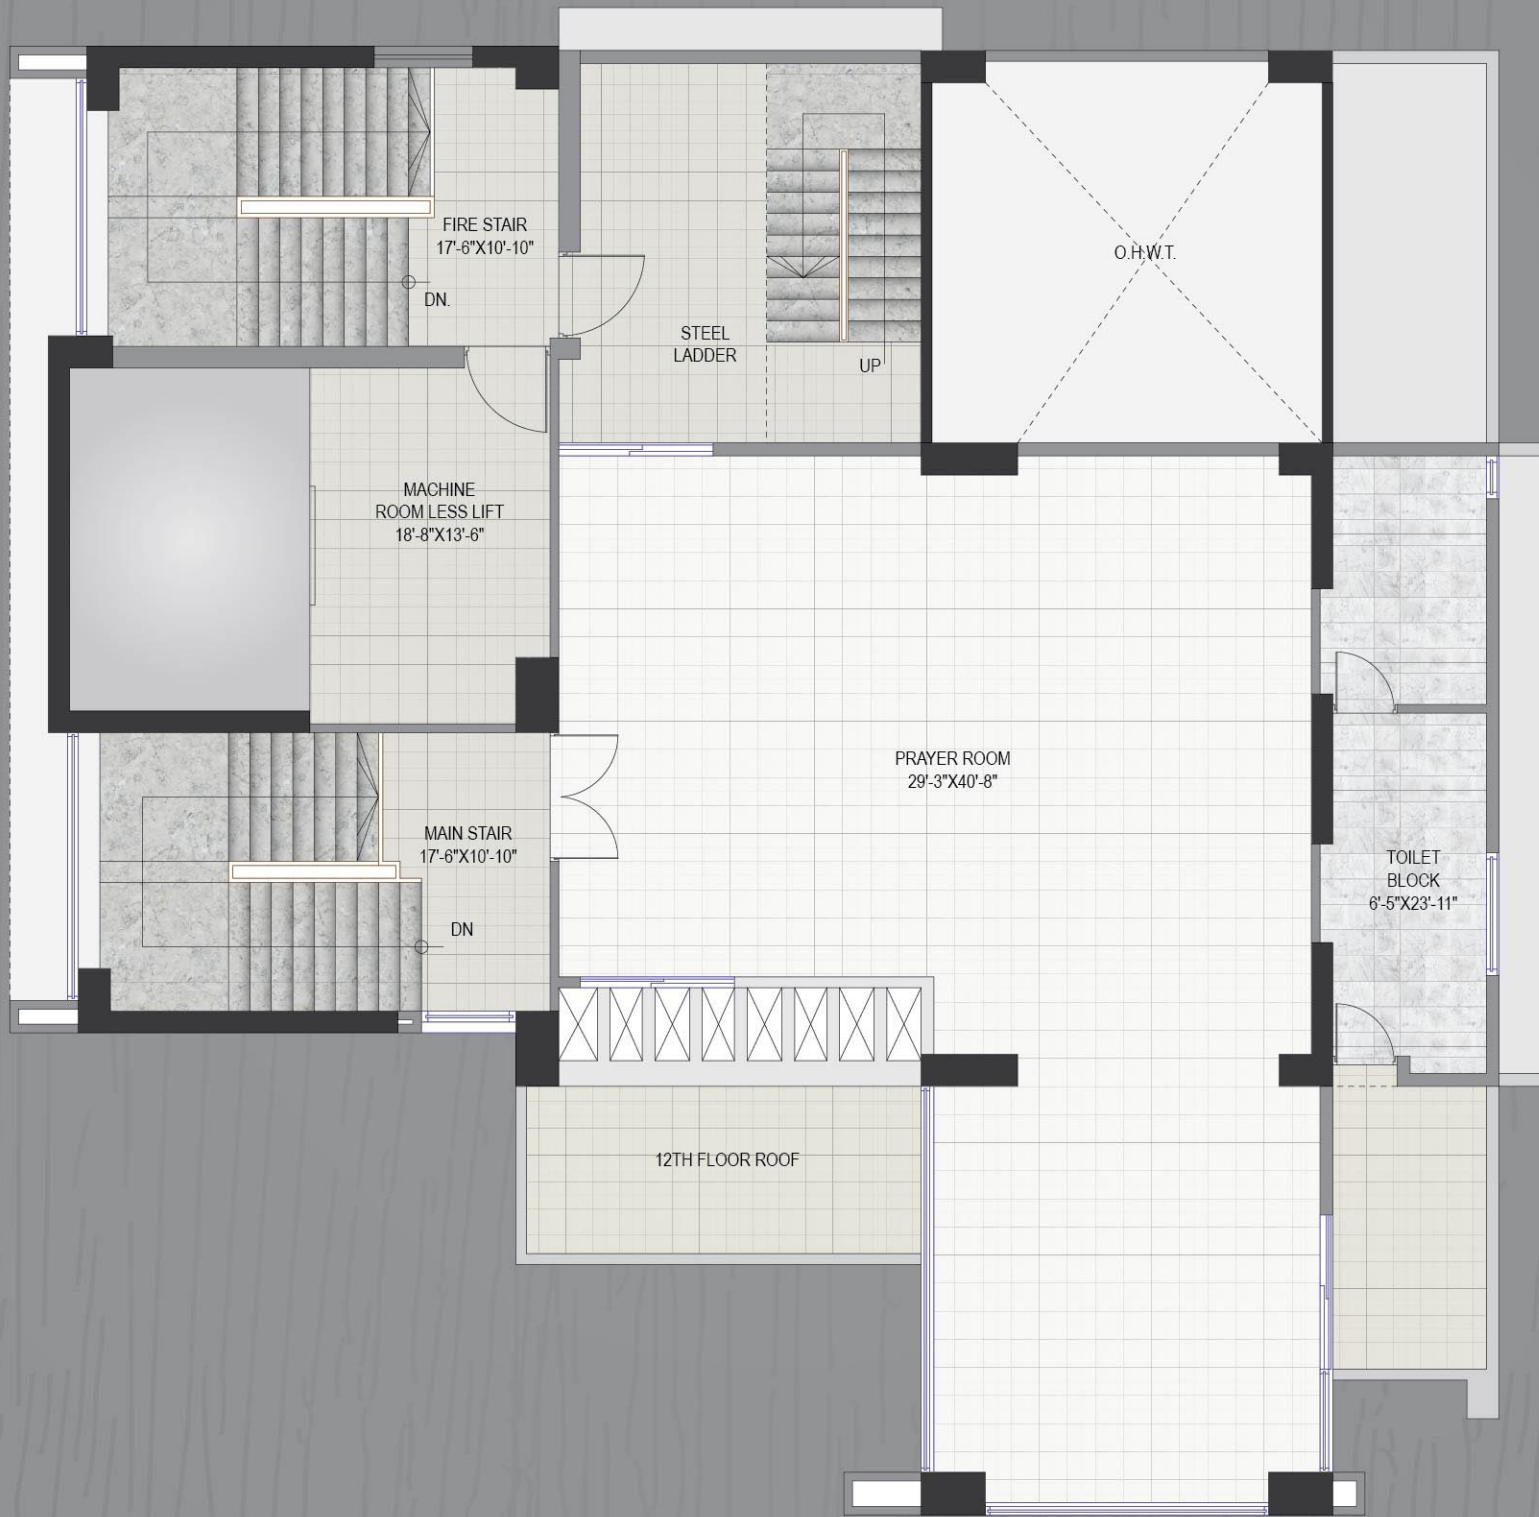 FIRE STAIR
17'-6"X10'-10"
DN.
STEEL
LADDER
UP
O.H.W.T.
MACHINE
ROOM LESS LIFT
18'-8"X13'-6"
PRAYER ROOM
29'-3"X40'-8"
MAIN STAIR
17'-6"X10'-10"
DN
TOILET
BLOCK
6'-5"X23'-11"
12TH FLOOR ROOF